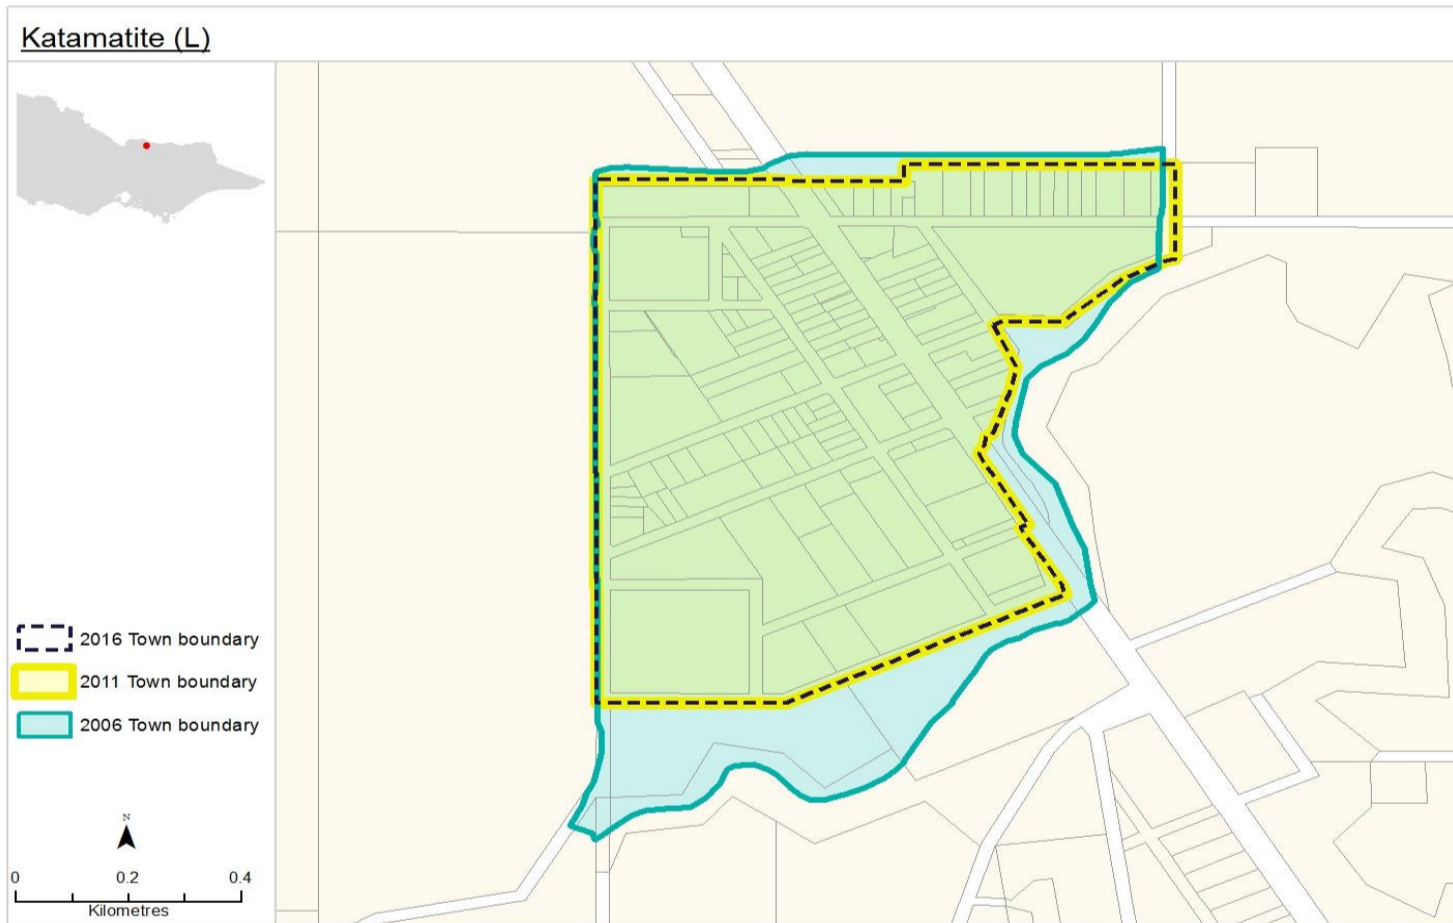 Katamatite (L)
2016 Town boundary
2011 Town boundary
2006 Town boundary
N
0 0.2 0.4
Kilometres